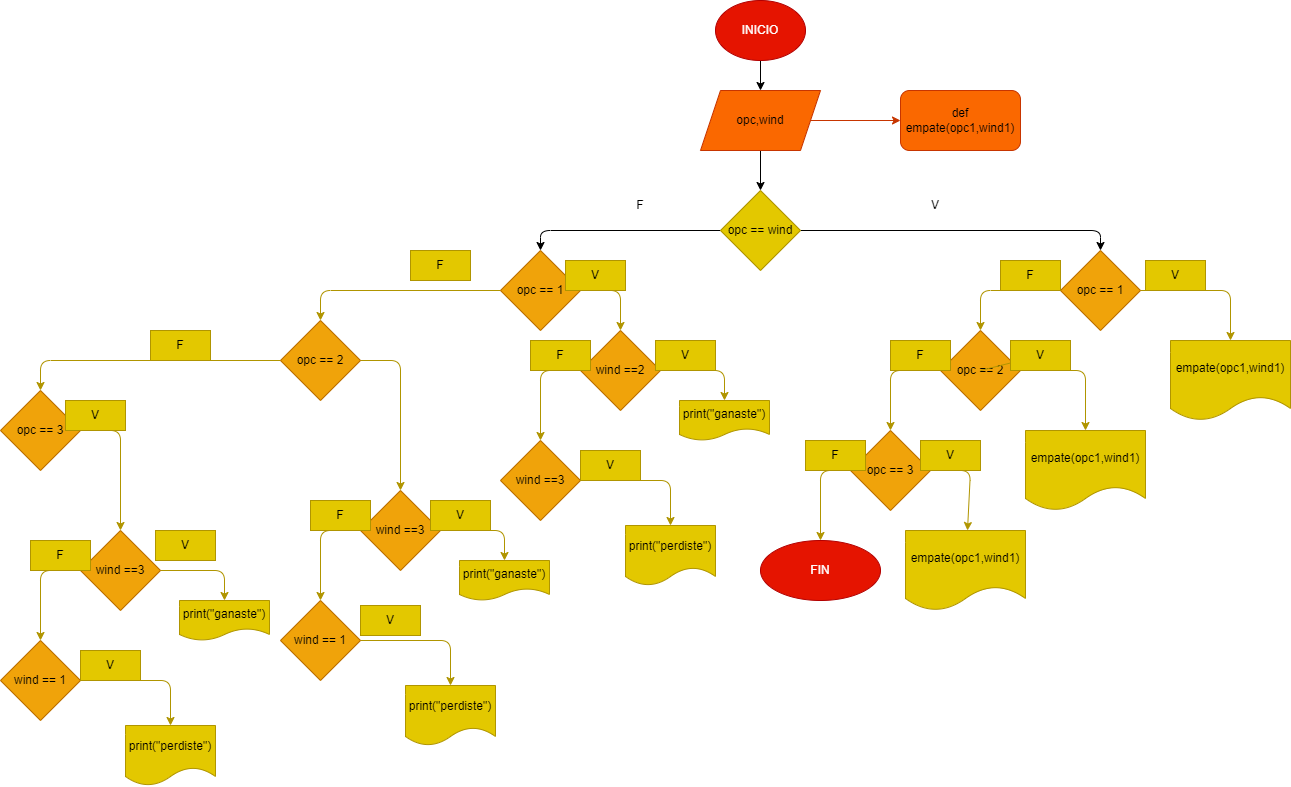 INICIO
opc,wind
def
empate(opc1,wind1)
F
V
opc == wind
F
opc == 1
V
F
opc == 1
V
F
opc == 2
F
wind ==2
V
F
opc == 2
V
empate(opc1,wind1)
opc == 3
V
print("ganaste")
F
opc == 3
V
empate(opc1,wind1)
wind ==3
V
F
wind ==3
V
print("perdiste")
empate(opc1,wind1)
FIN
F
wind ==3
V
print("ganaste")
print("ganaste")
wind == 1
V
wind == 1
V
print("perdiste")
print("perdiste")